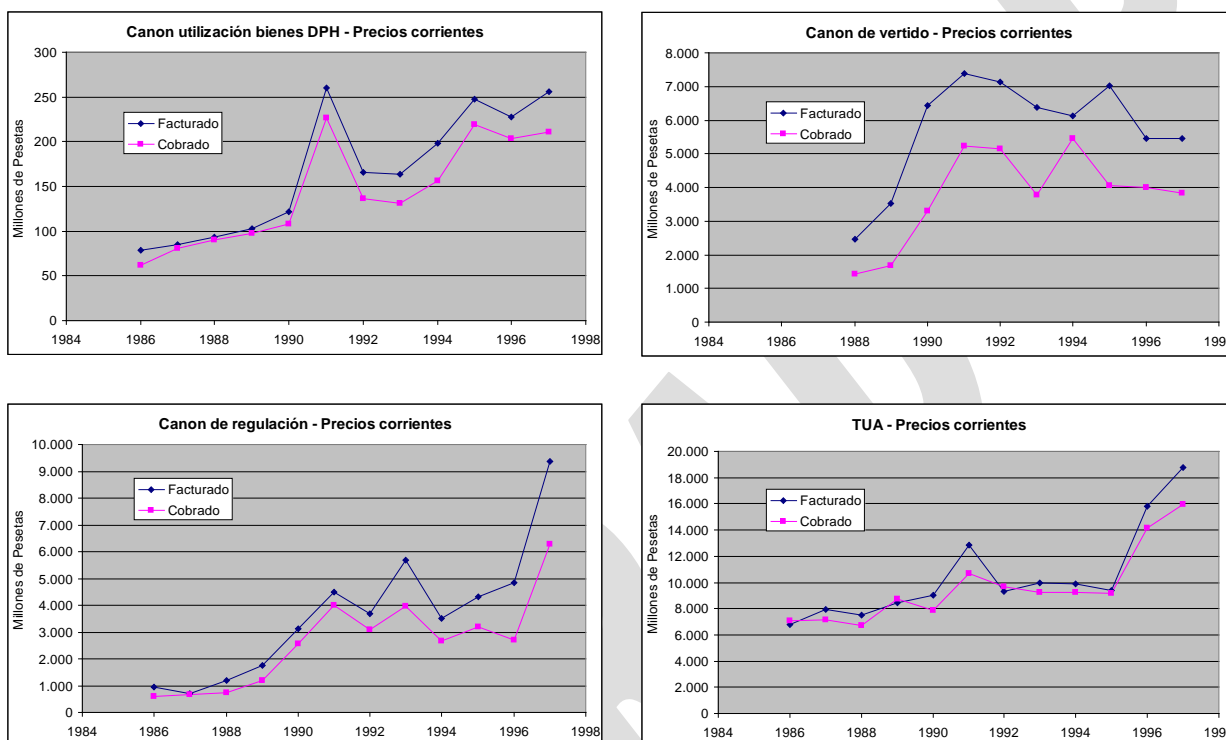 Canon utilización bienes DPH - Precios corrientes
Millones de Pesetas
300
250
200
150
100
50
0
Facturado
Cobrado
1984 1986 1988 1990 1992 1994 1996 1998
Canon de vertido - Precios corrientes
Millones de Pesetas
8.000
7.000
6.000
5.000
4.000
3.000
2.000
1.000
0
Facturado
Cobrado
1984 1986 1988 1990 1992 1994 1996 199
Canon de regulación - Precios corrientes
Millones de Pesetas
10.000
9.000
8.000
7.000
6.000
5.000
4.000
3.000
2.000
1.000
0
Facturado
Cobrado
1984 1986 1988 1990 1992 1994 1996 1998
TUA - Precios corrientes
Millones de Pesetas
20.000
18.000
16.000
14.000
12.000
10.000
8.000
6.000
4.000
2.000
0
Facturado
Cobrado
1984 1986 1988 1990 1992 1994 1996 199